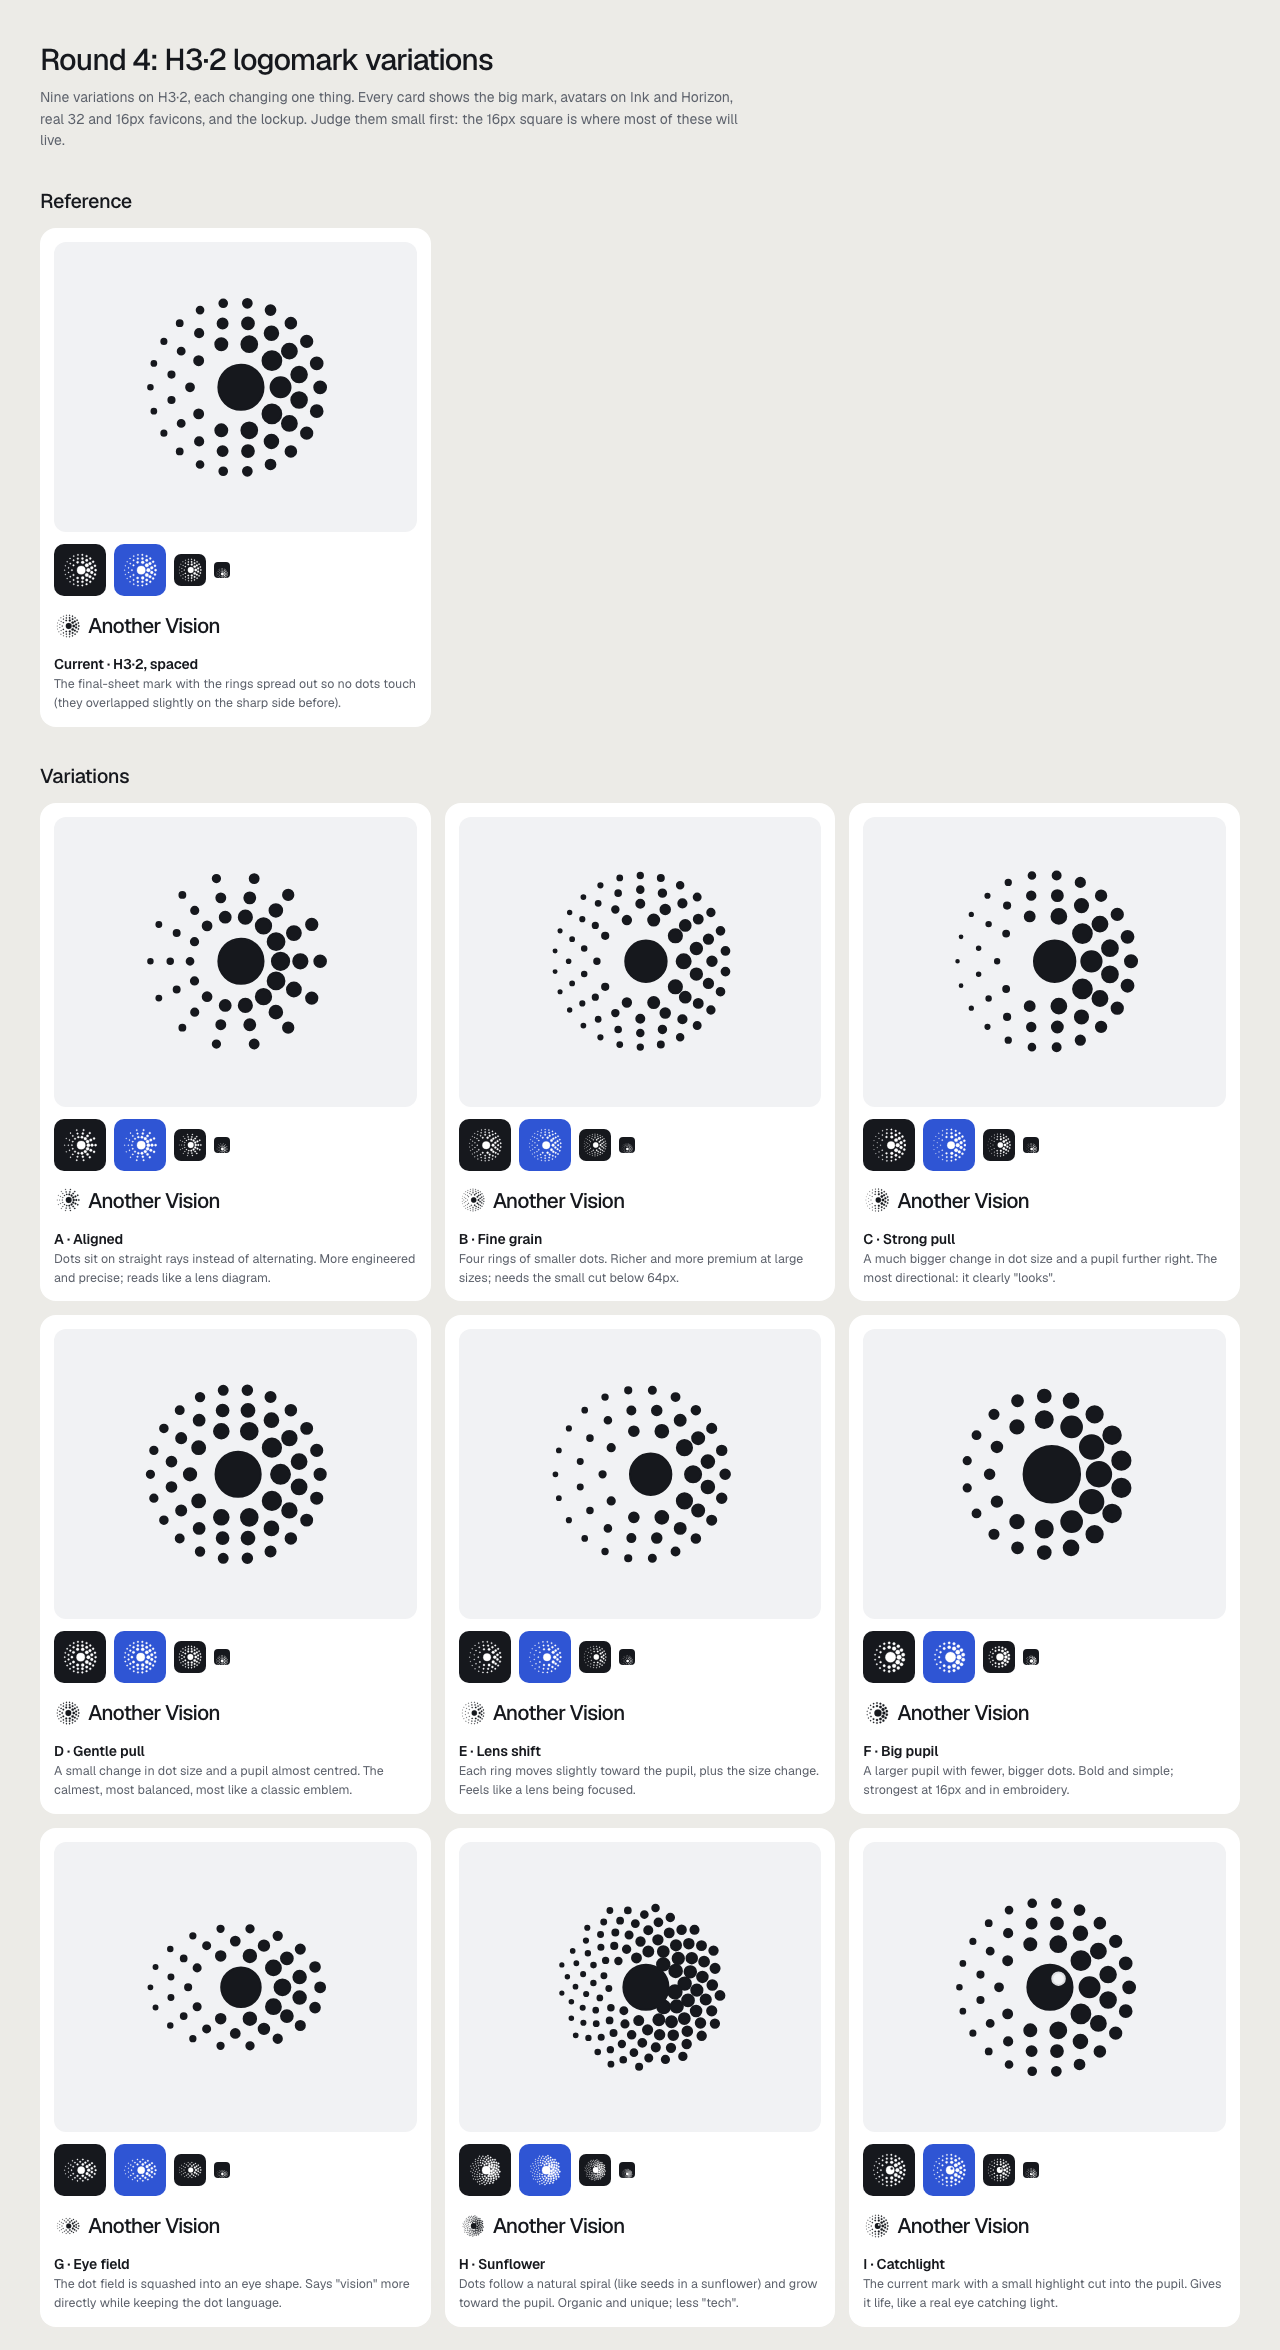 Round 4: H3·2 logomark variations
Nine variations on H3·2, each changing one thing. Every card shows the big mark, avatars on Ink and Horizon,
real 32 and 16px favicons, and the lockup. Judge them small first: the 16px square is where most of these will
live.
Reference
Another Vision
Current · H3·2, spaced
The final-sheet mark with the rings spread out so no dots touch
(they overlapped slightly on the sharp side before).
Variations
Another Vision
A · Aligned
Dots sit on straight rays instead of alternating. More engineered
and precise; reads like a lens diagram.
Another Vision
B · Fine grain
Four rings of smaller dots. Richer and more premium at large
sizes; needs the small cut below 64px.
Another Vision
C · Strong pull
A much bigger change in dot size and a pupil further right. The
most directional: it clearly "looks".
Another Vision
D · Gentle pull
A small change in dot size and a pupil almost centred. The
calmest, most balanced, most like a classic emblem.
Another Vision
E · Lens shift
Each ring moves slightly toward the pupil, plus the size change.
Feels like a lens being focused.
Another Vision
F · Big pupil
A larger pupil with fewer, bigger dots. Bold and simple;
strongest at 16px and in embroidery.
Another Vision
G · Eye field
The dot field is squashed into an eye shape. Says "vision" more
directly while keeping the dot language.
Another Vision
H · Sunflower
Dots follow a natural spiral (like seeds in a sunflower) and grow
toward the pupil. Organic and unique; less "tech".
Another Vision
I · Catchlight
The current mark with a small highlight cut into the pupil. Gives
it life, like a real eye catching light.